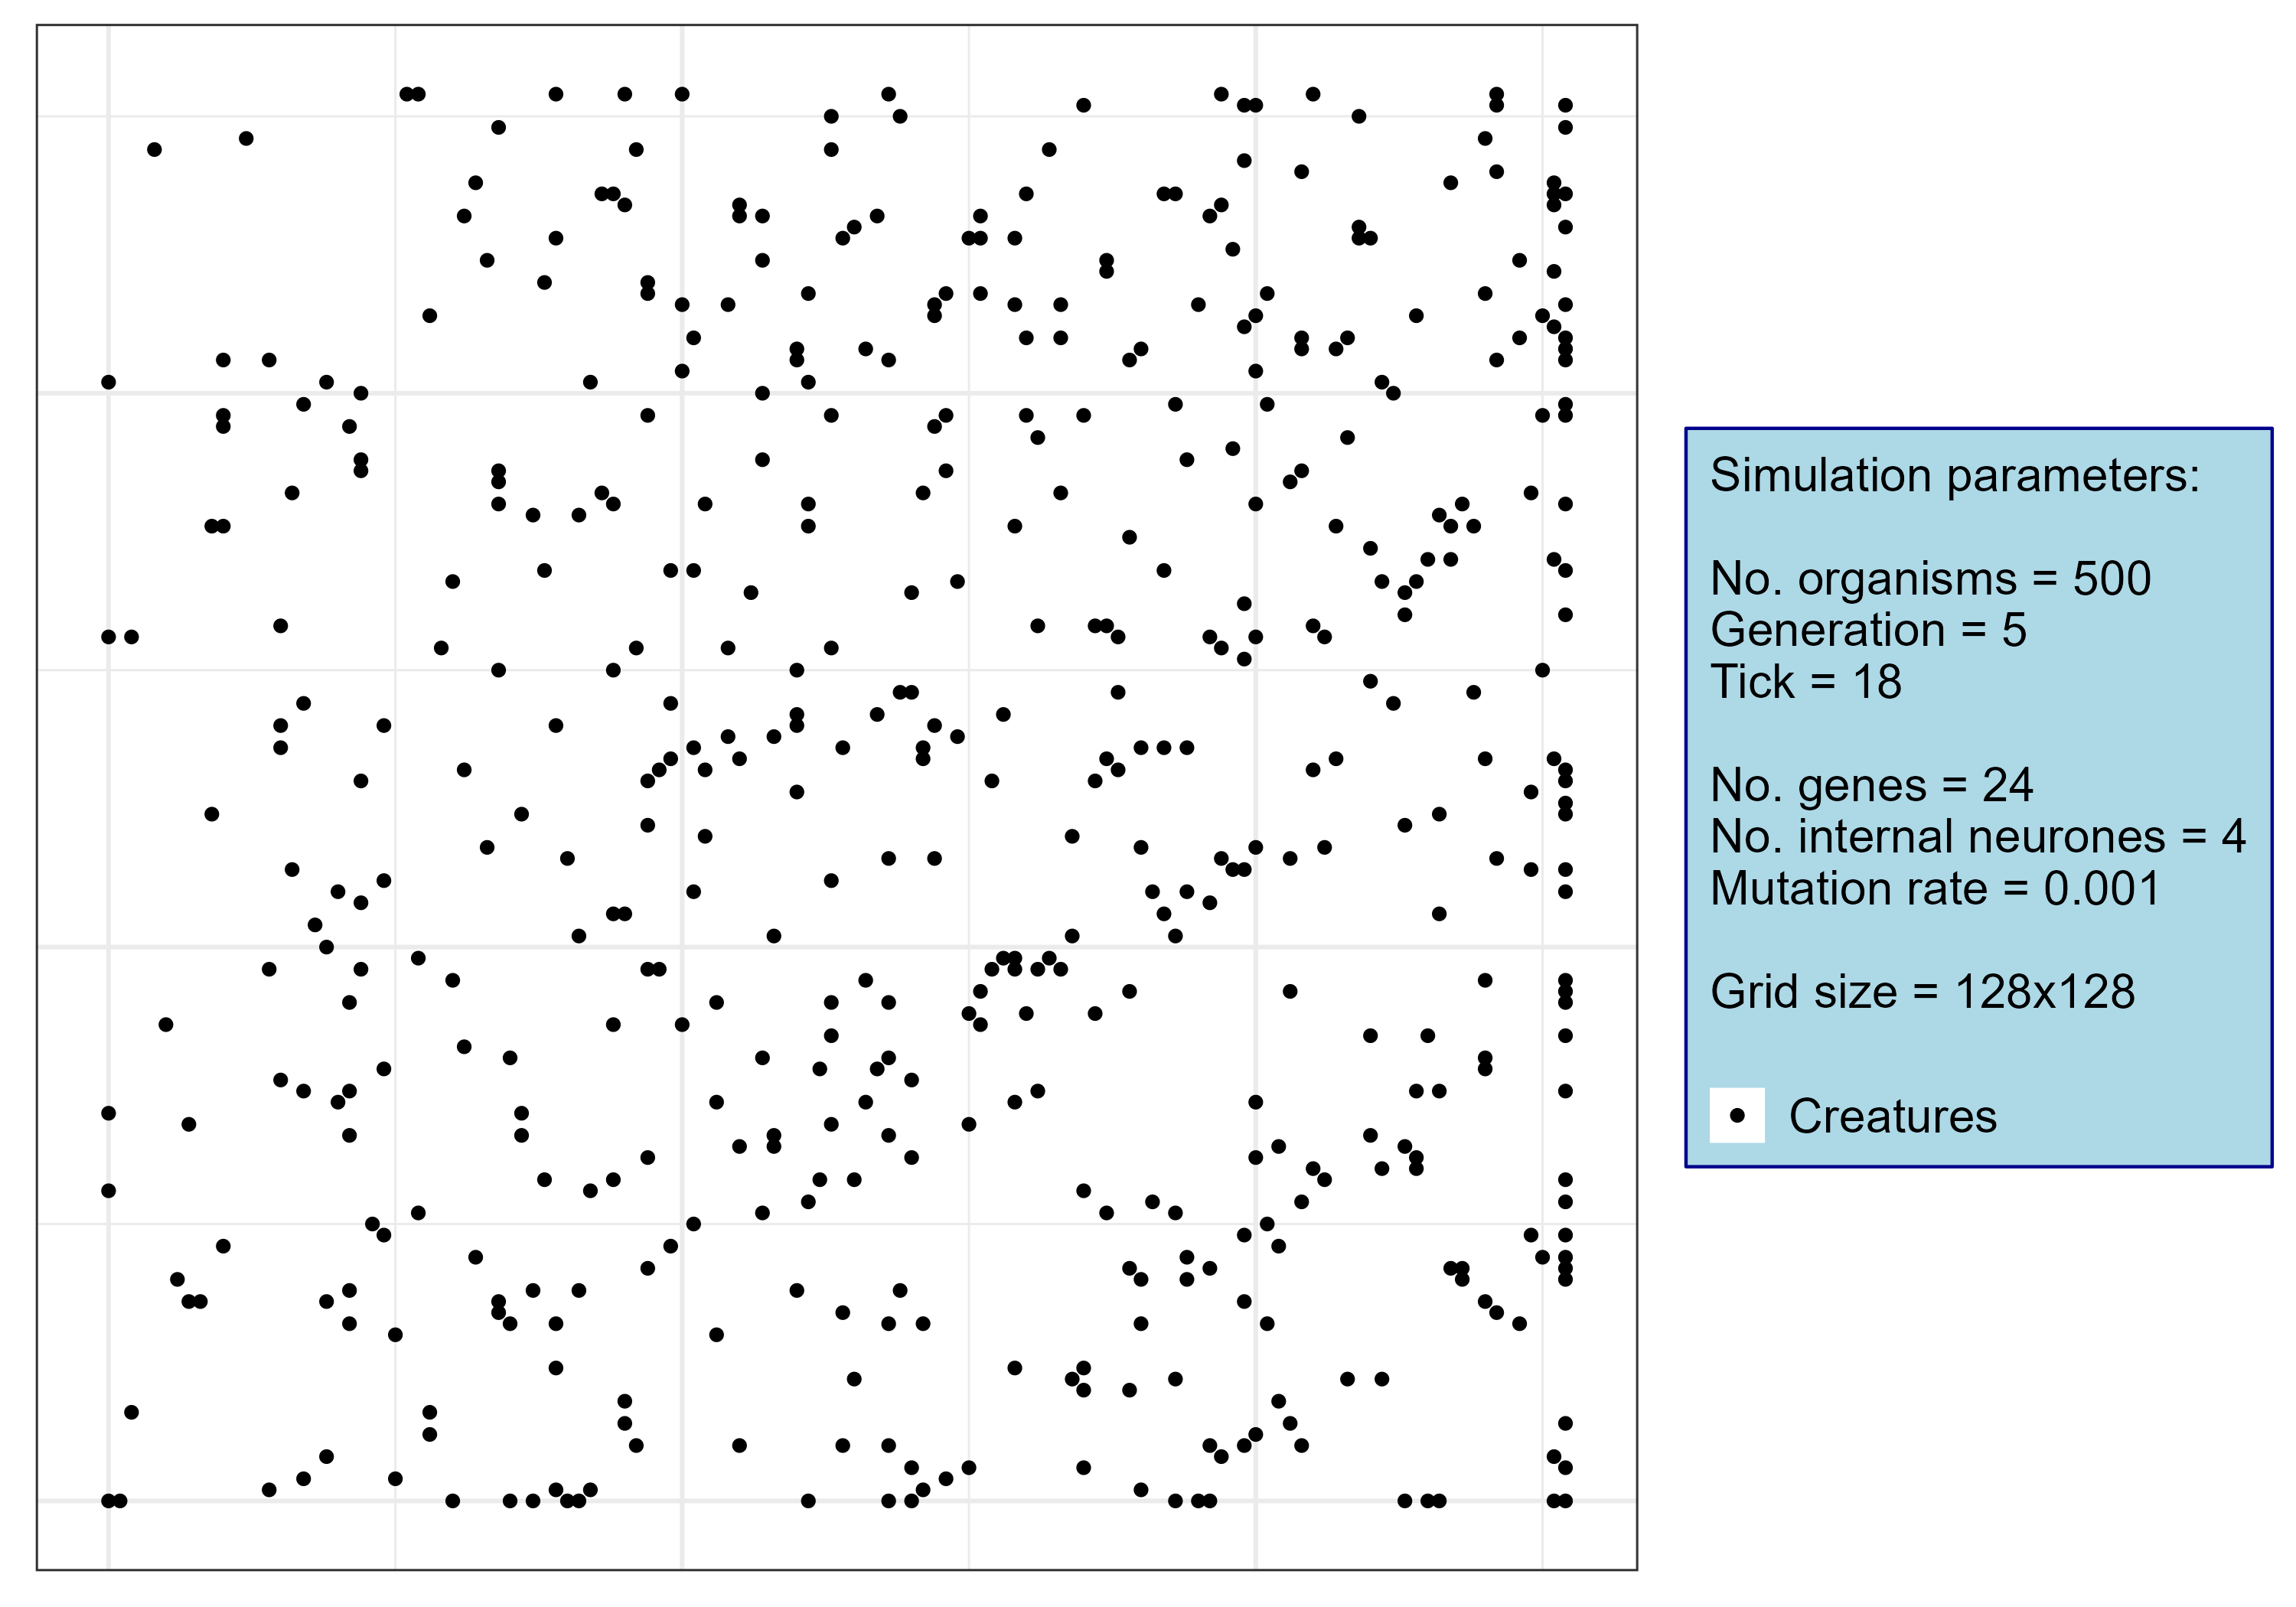 Simulation parameters:
No. organisms = 500
Generation = 5
Tick = 18
No. genes = 24
No. internal neurones = 4
Mutation rate = 0.001
Grid size = 128x128
Creatures